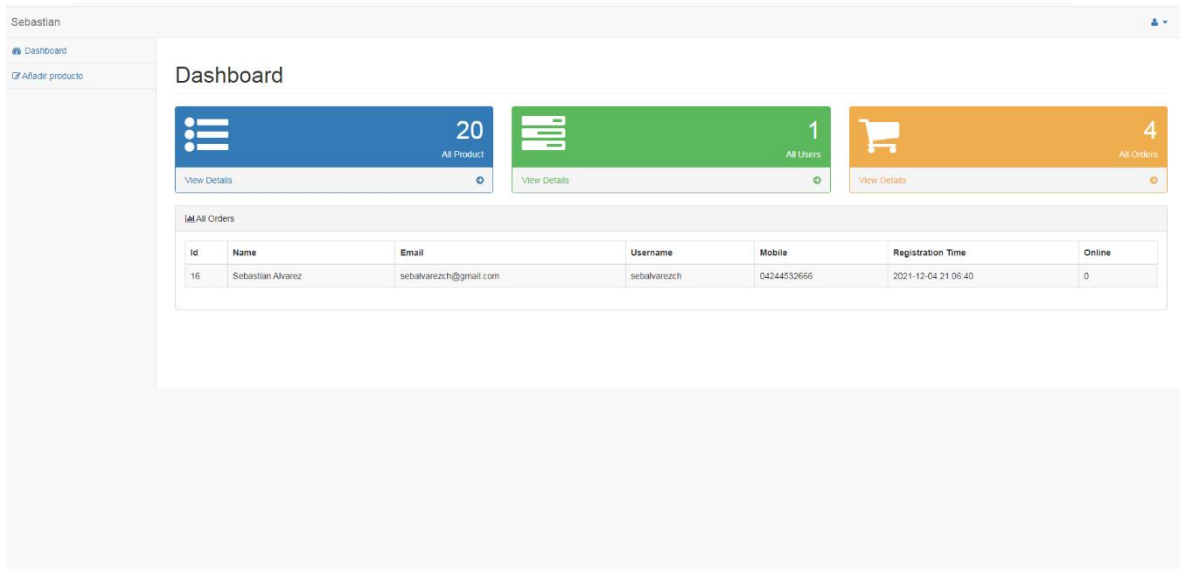 Sebastian
Dashboard
Añadir producto
Dashboard
20
All Product
View Details
1
All Users
View Details
4
All Orders
View Details
All Orders
Id Name Email Username Mobile Registration Time Online
16 Sebastian Alvarez sebalvarezch@gmail.com sebalvarezch 04244532666 2021-12-04 21:06:40 0